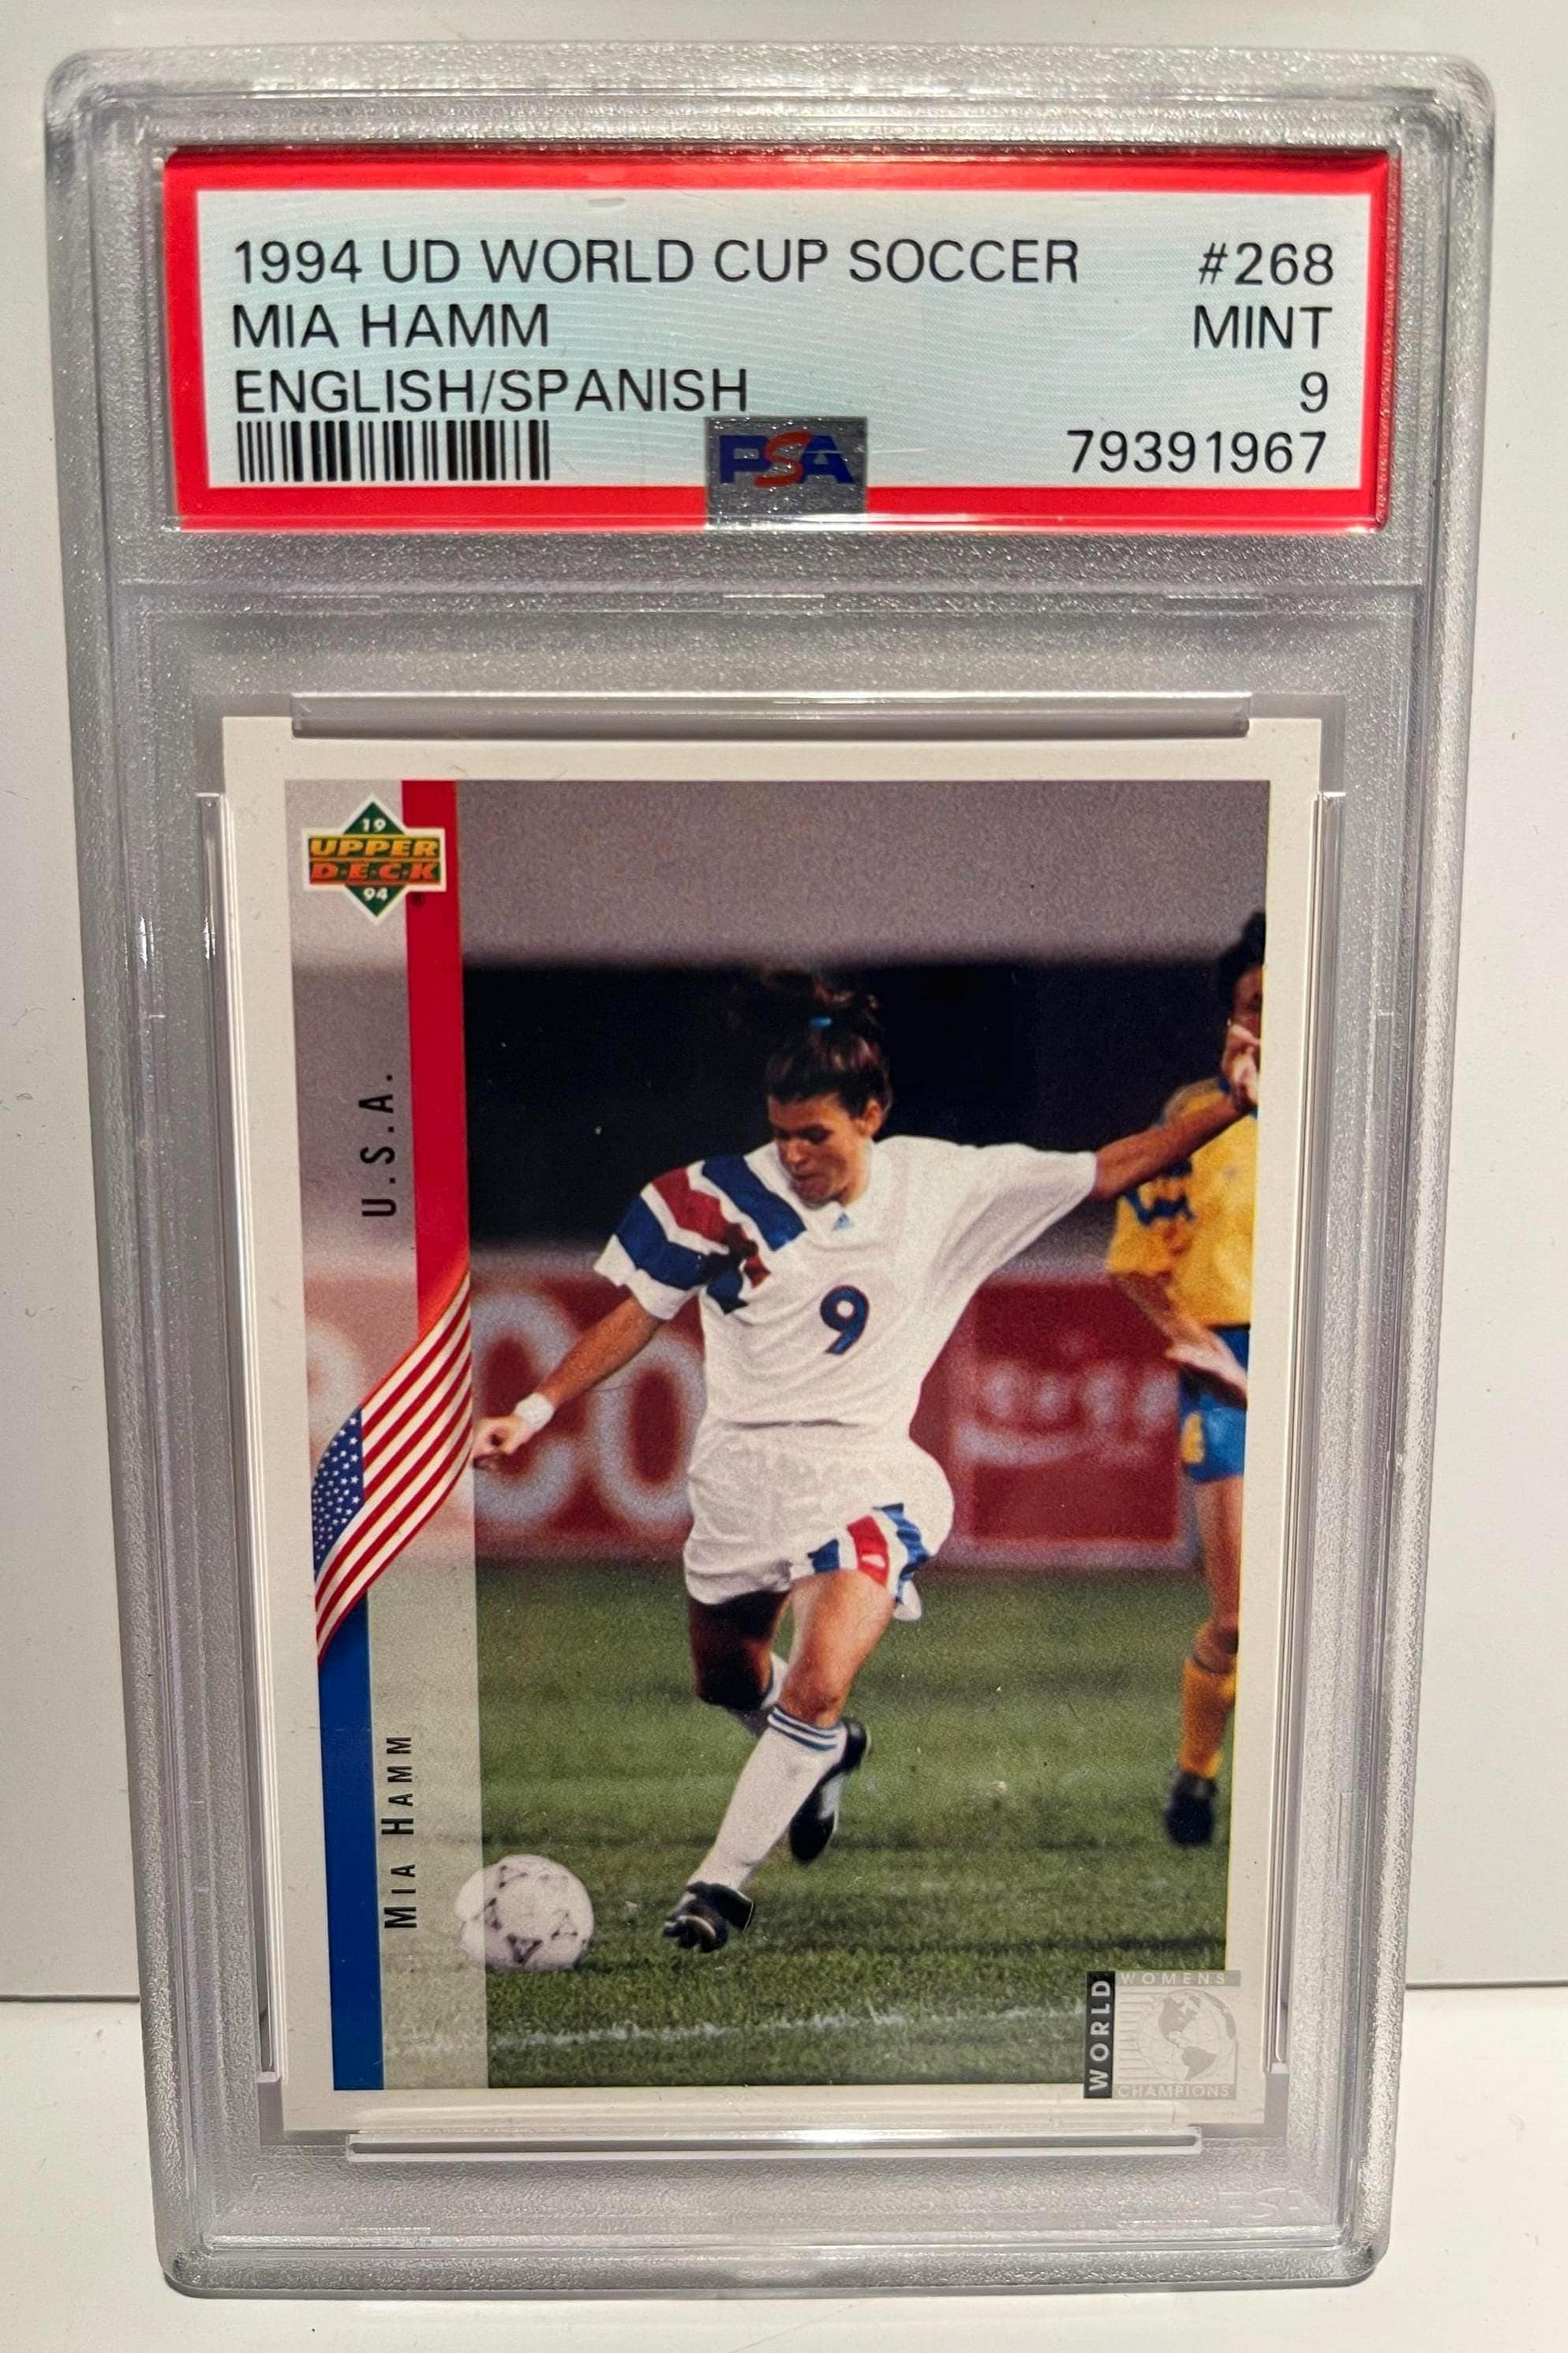 1994 UD WORLD CUP SOCCER #268
MIA HAMM MINT
ENGLISH/SPANISH 9
PSA 79391967
19
UPPER
D·E·C·K
94
®
U.S.A.
9
MIA HAMM
WORLD
WOMENS
CHAMPIONS
PSA